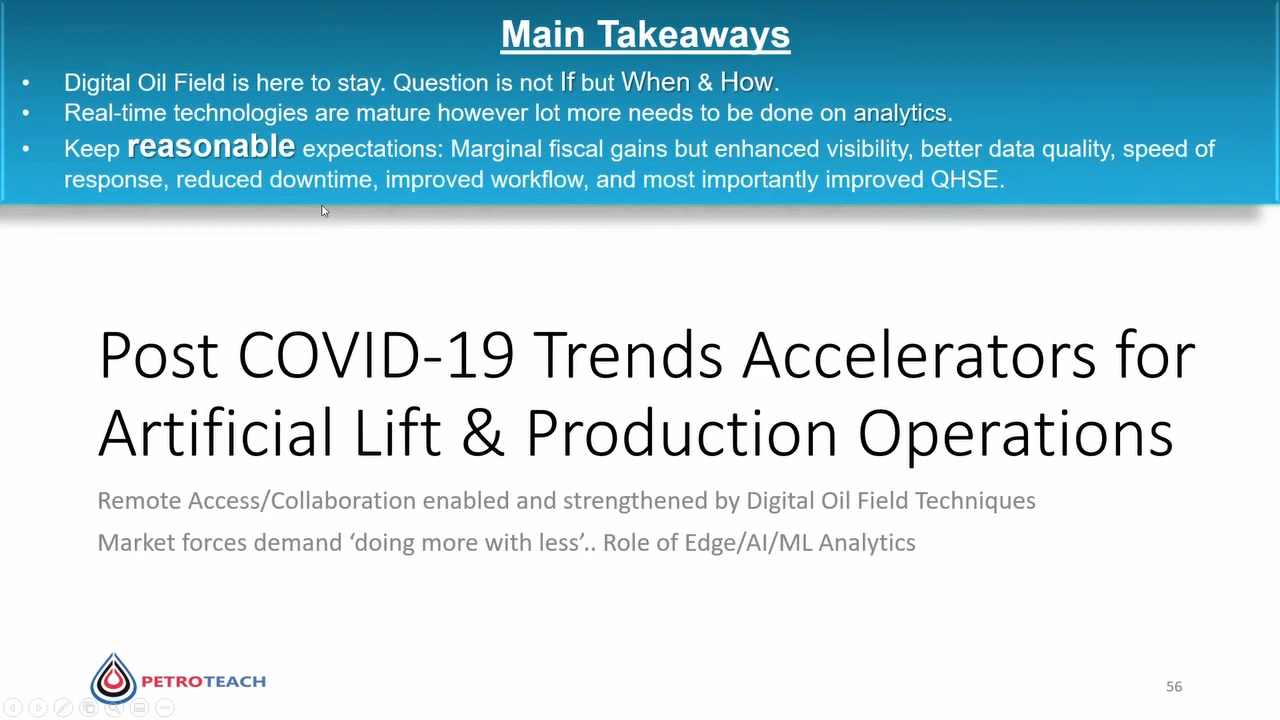 Main Takeaways
• Digital Oil Field is here to stay. Question is not If but When & How.
• Real-time technologies are mature however lot more needs to be done on analytics.
• Keep reasonable expectations: Marginal fiscal gains but enhanced visibility, better data quality, speed of
response, reduced downtime, improved workflow, and most importantly improved QHSE.
Post COVID-19 Trends Accelerators for
Artificial Lift & Production Operations
Remote Access/Collaboration enabled and strengthened by Digital Oil Field Techniques
Market forces demand ‘doing more with less’.. Role of Edge/AI/ML Analytics
PETROTEACH
56